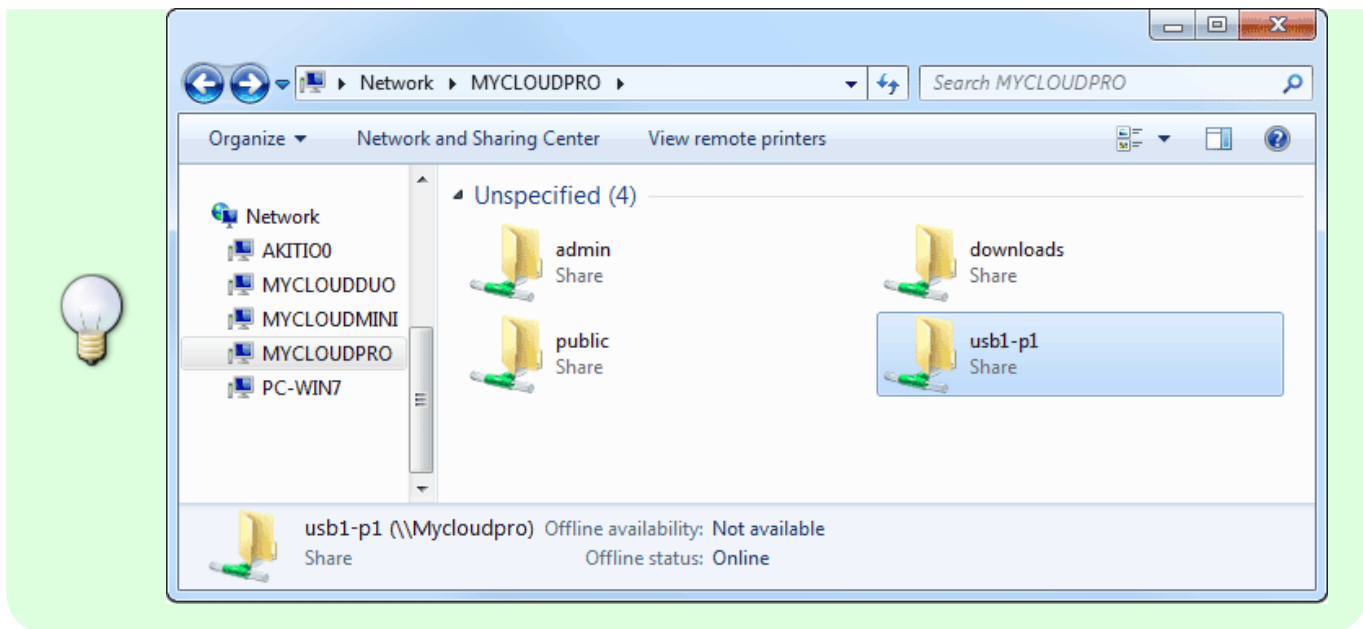 Network MYCLOUDPRO
Search MYCLOUDPRO
Organize Network and Sharing Center View remote printers
Network
AKITIO0
MYCLOUDDUO
MYCLOUDMINI
MYCLOUDPRO
PC-WIN7
Unspecified (4)
admin
Share
downloads
Share
public
Share
usb1-p1
Share
usb1-p1 (\\Mycloudpro) Offline availability: Not available
Share Offline status: Online